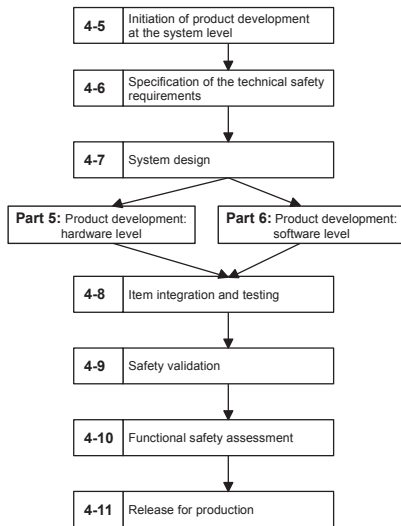 4-5 Initiation of product development
at the system level
4-6 Specification of the technical safety
requirements
4-7 System design
Part 5: Product development:
hardware level
Part 6: Product development:
software level
4-8 Item integration and testing
4-9 Safety validation
4-10 Functional safety assessment
4-11 Release for production